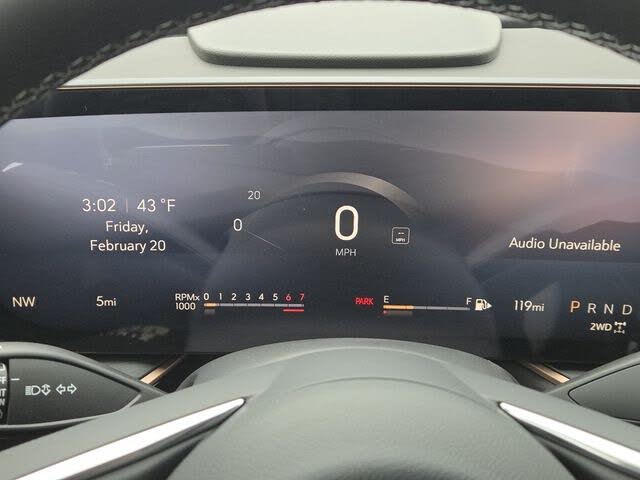 20
3:02 | 43 °F
Friday,
February 20
0
0
MPH
--
MPH
Audio Unavailable
NW
5mi
RPMx
1000
0 1 2 3 4 5 6 7
PARK
E F
119mi
P R N D
2WD